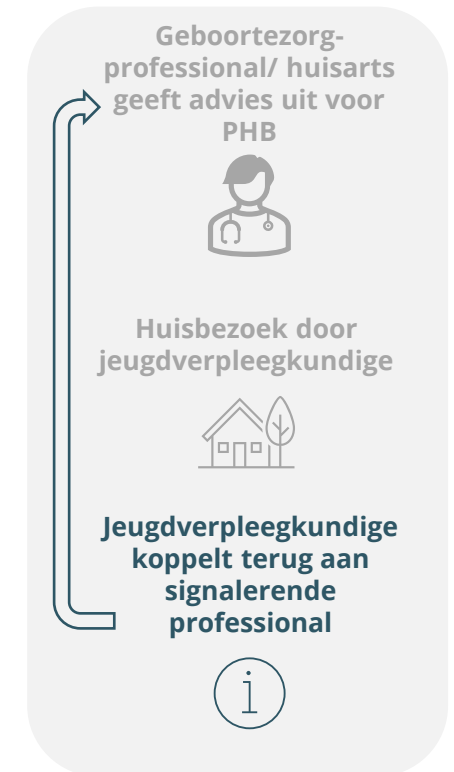 Geboortezorg-
professional/ huisarts
geeft advies uit voor
PHB
Huisbezoek door
jeugdverpleegkundige
Jeugdverpleegkundige
koppelt terug aan
signalerende
professional
i